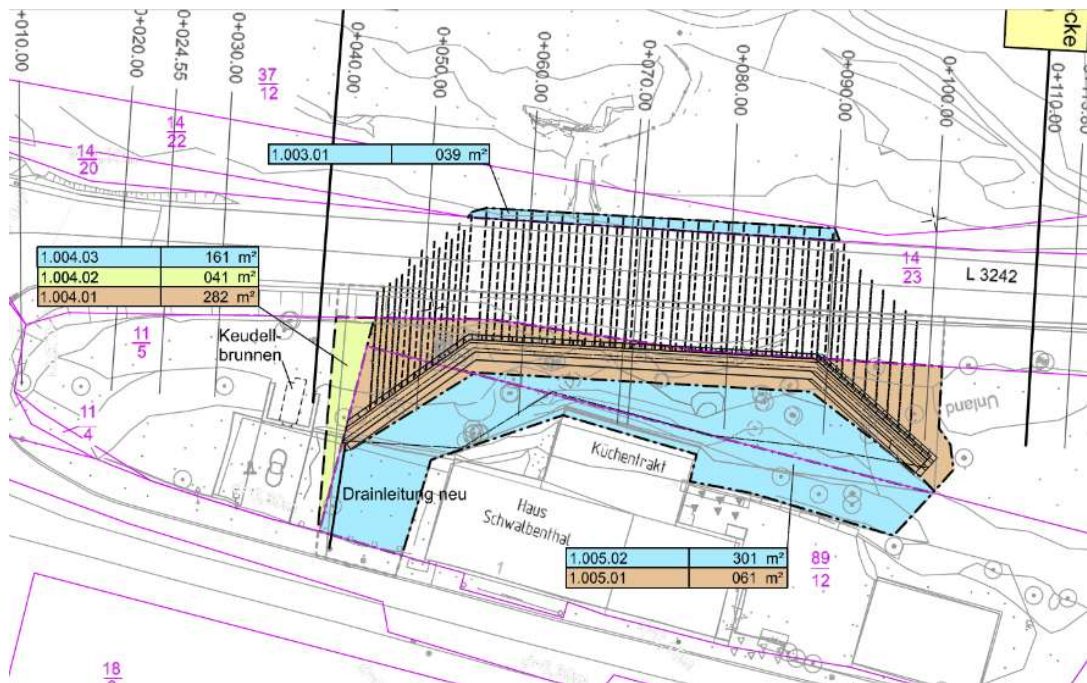 0+010.00
0+020.00
0+024.55
0+030.00
0+040.00
0+050.00
0+060.00
0+070.00
0+080.00
0+090.00
0+100.00
0+110.00
cke
37
12
14
22
14
20
1.003.01 039 m²
1.004.03 161 m²
1.004.02 041 m²
1.004.01 282 m²
14
23
L 3242
11
5
Keudell-
brunnen
11
4
Unland
Küchentrakt
Drainleitung neu
Haus
Schwalbenthal
1
1.005.02 301 m²
1.005.01 061 m²
89
12
18